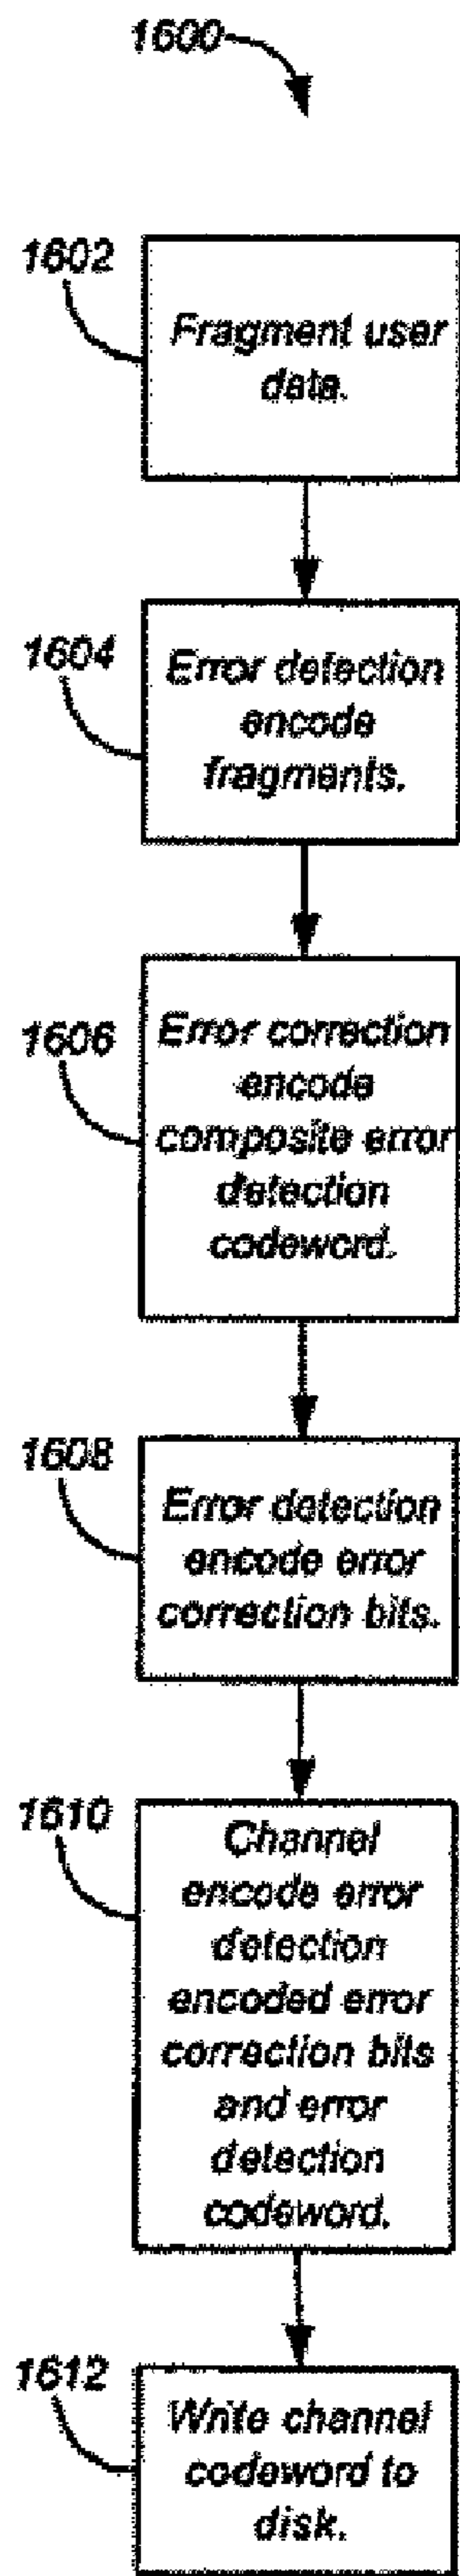 1600
1602
Fragment user
data.
1604
Error detection
encode
fragments.
1606
Error correction
encode
composite error
detection
codeword.
1608
Error detection
encode error
correction bits.
1610
Channel
encode error
detection
encoded error
correction bits
and error
detection
codeword.
1612
Write channel
codeword to
disk.